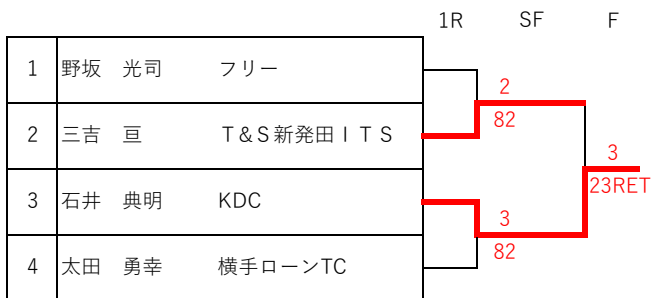 1R SF F
1 野坂 光司 フリー
2
2 三吉 亘 T＆S新発田ＩＴＳ
82
3
23RET
3 石井 典明 KDC
3
82
4 太田 勇幸 横手ローンTC